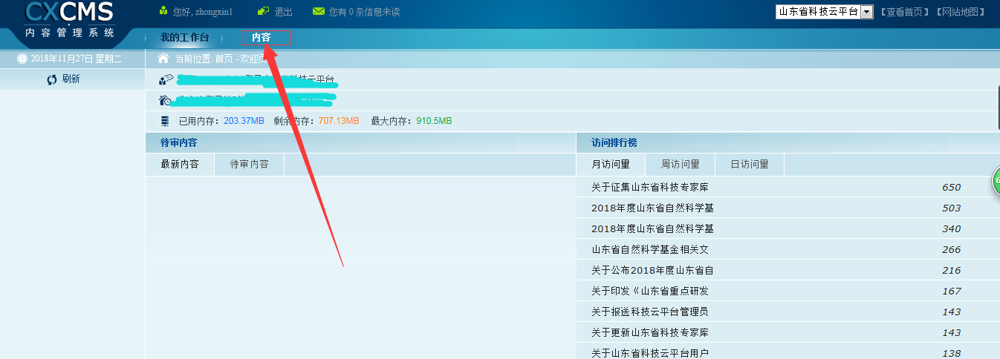 CXCMS
内容管理系统
您好, zhongxin1 退出 您有 0 条信息未读
山东省科技云平台 【查看首页】 【网站地图】
我的工作台 内容
2018年11月27日 星期二
当前位置: 首页 - 欢迎页
刷新
科技云平台
已用内存: 203.37MB 剩余内存: 707.13MB 最大内存: 910.5MB
待审内容
最新内容 待审内容
访问排行榜
月访问量 周访问量 日访问量
关于征集山东省科技专家库 650
2018年度山东省自然科学基 503
2018年度山东省自然科学基 340
山东省自然科学基金相关文 266
关于公布2018年度山东省自 216
关于印发《山东省重点研发 167
关于报送科技云平台管理员 143
关于更新山东省科技专家库 143
关于山东省科技云平台用户 138